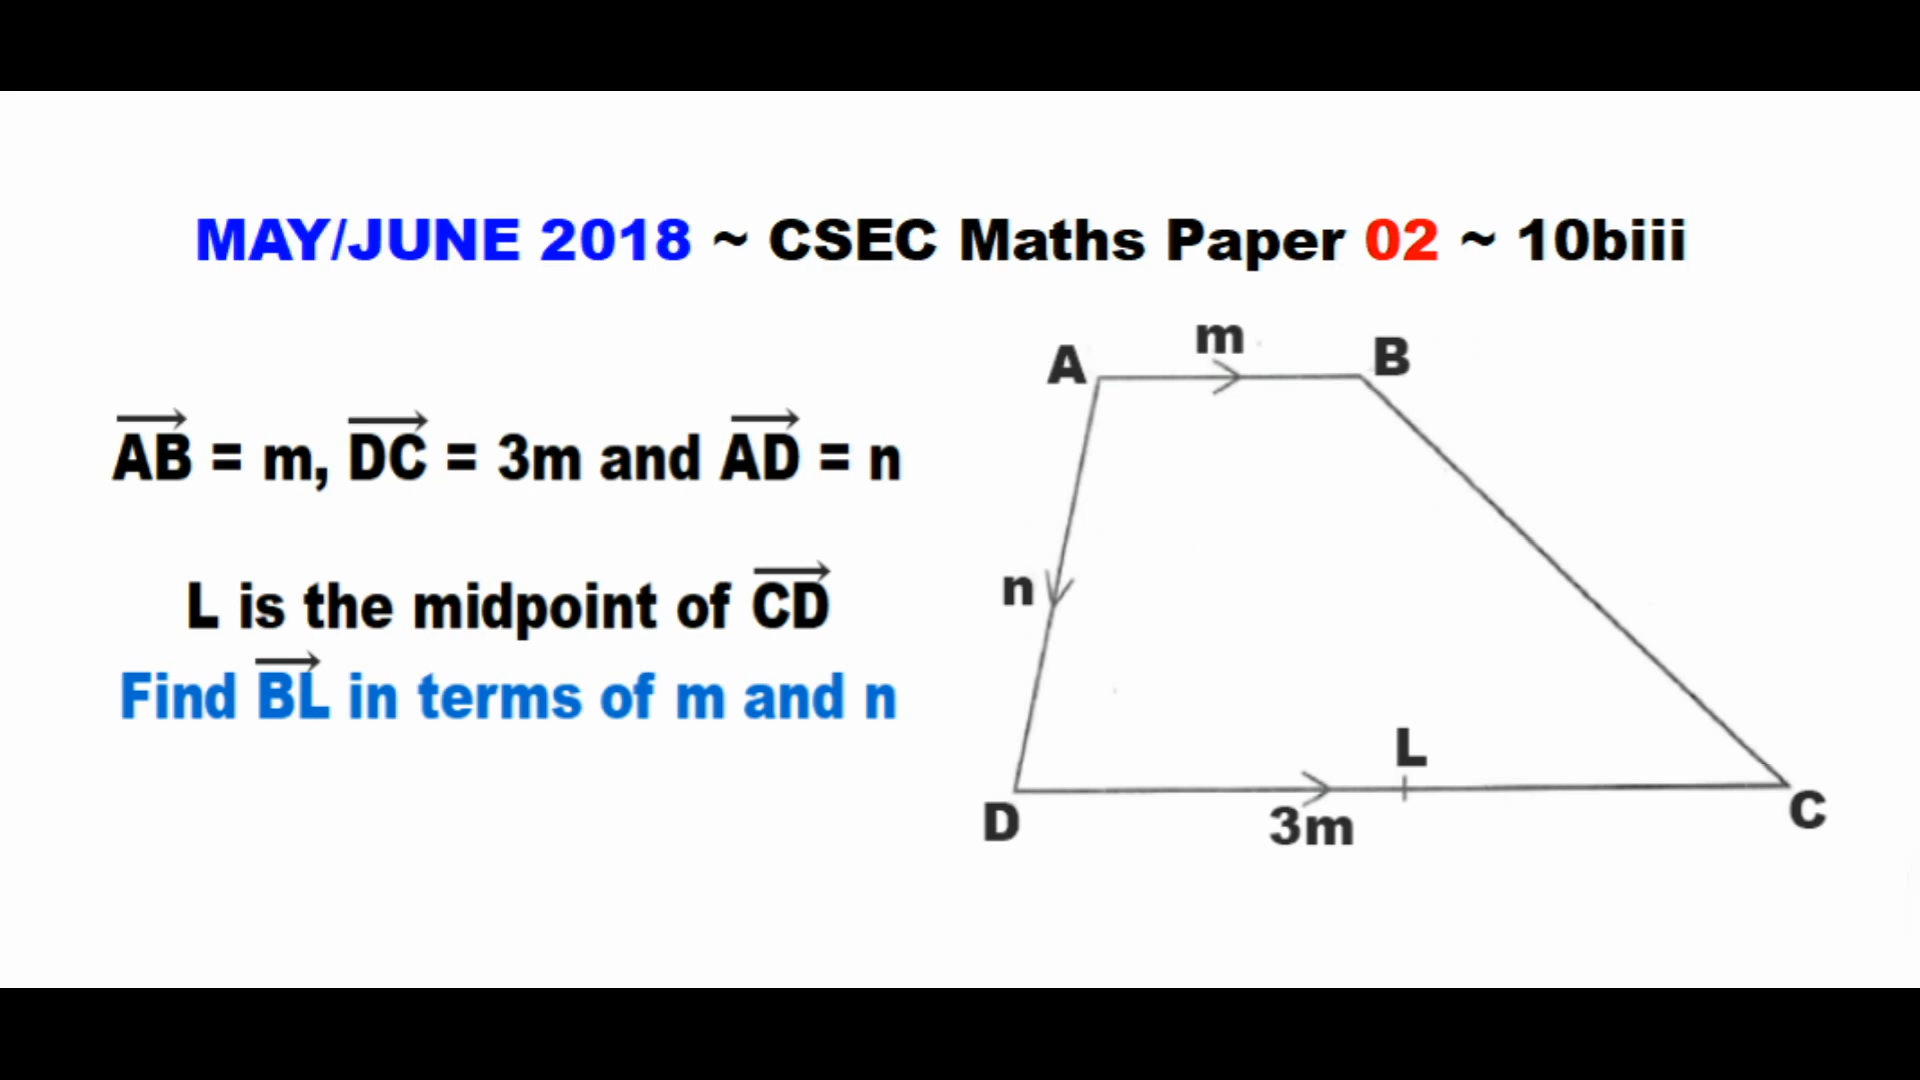 MAY/JUNE 2018 ~ CSEC Maths Paper 02 ~ 10biii
AB = m, DC = 3m and AD = n
L is the midpoint of CD
Find BL in terms of m and n
A
m
B
n
L
D
3m
C